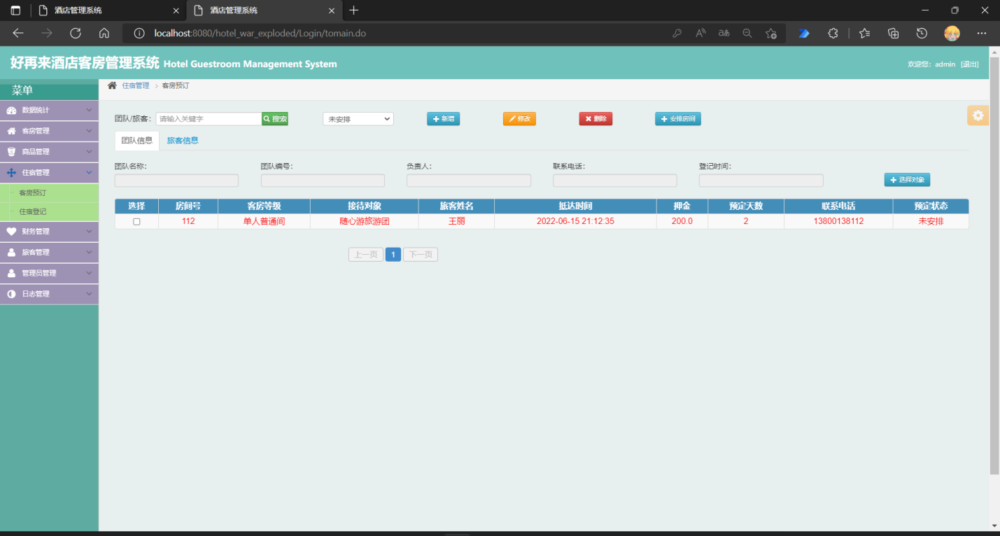 酒店管理系统
酒店管理系统
localhost:8080/hotel_war_exploded/Login/tomain.do
好再来酒店客房管理系统 Hotel Guestroom Management System
欢迎您: admin [退出]
菜单
住宿管理 > 客房预订
数据统计
客房管理
商品管理
住宿管理
客房预订
住宿登记
财务管理
旅客管理
管理员管理
日志管理
团队/旅客: 请输入关键字 搜索 未安排 新增 修改 删除 安排房间
团队信息 旅客信息
团队名称: 团队编号: 负责人: 联系电话: 登记时间:
选择对象
选择 房间号 客房等级 接待对象 旅客姓名 抵达时间 押金 预定天数 联系电话 预定状态
112 单人普通间 随心游旅游团 王丽 2022-06-15 21:12:35 200.0 2 13800138112 未安排
上一页 1 下一页